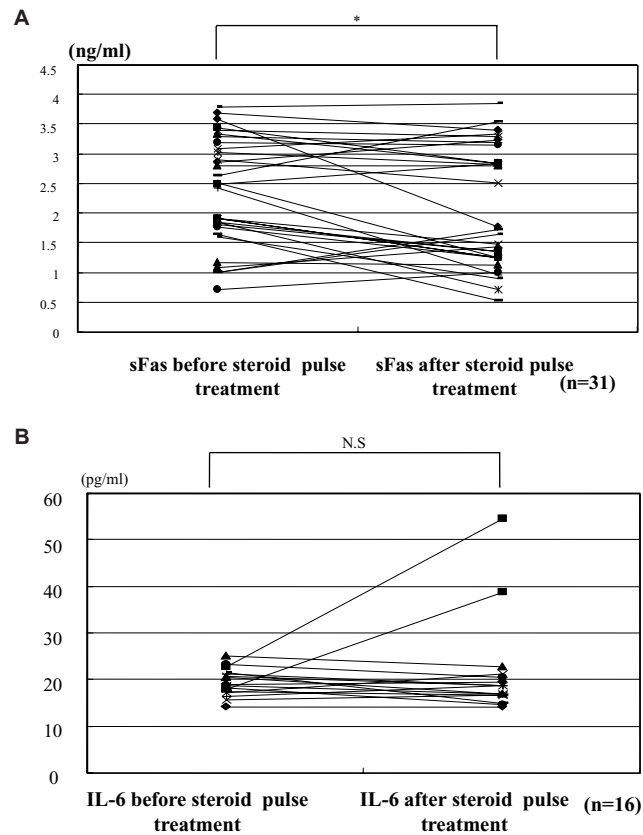 A
*
(ng/ml)
4.5
4
3.5
3
2.5
2
1.5
1
0.5
0
sFas before steroid pulse
treatment
sFas after steroid pulse
treatment
(n=31)
B
N.S
(pg/ml)
60
50
40
30
20
10
0
IL-6 before steroid pulse
treatment
IL-6 after steroid pulse
treatment
(n=16)